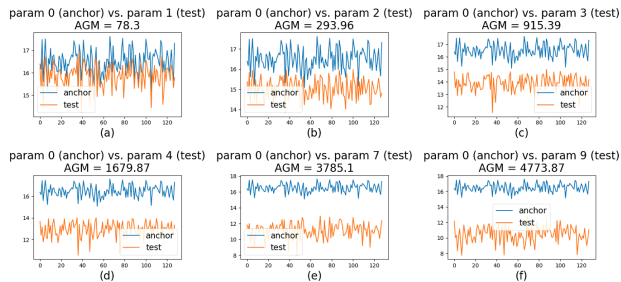 param 0 (anchor) vs. param 1 (test)
AGM = 78.3
17
16
15
anchor
test
0 20 40 60 80 100 120
(a)
param 0 (anchor) vs. param 2 (test)
AGM = 293.96
17
16
15
14
anchor
test
0 20 40 60 80 100 120
(b)
param 0 (anchor) vs. param 3 (test)
AGM = 915.39
17
16
15
14
13
12
anchor
test
0 20 40 60 80 100 120
(c)
param 0 (anchor) vs. param 4 (test)
AGM = 1679.87
16
14
12
anchor
test
0 20 40 60 80 100 120
(d)
param 0 (anchor) vs. param 7 (test)
AGM = 3785.1
18
16
14
12
10
8
anchor
test
0 20 40 60 80 100 120
(e)
param 0 (anchor) vs. param 9 (test)
AGM = 4773.87
18
16
14
12
10
8
anchor
test
0 20 40 60 80 100 120
(f)